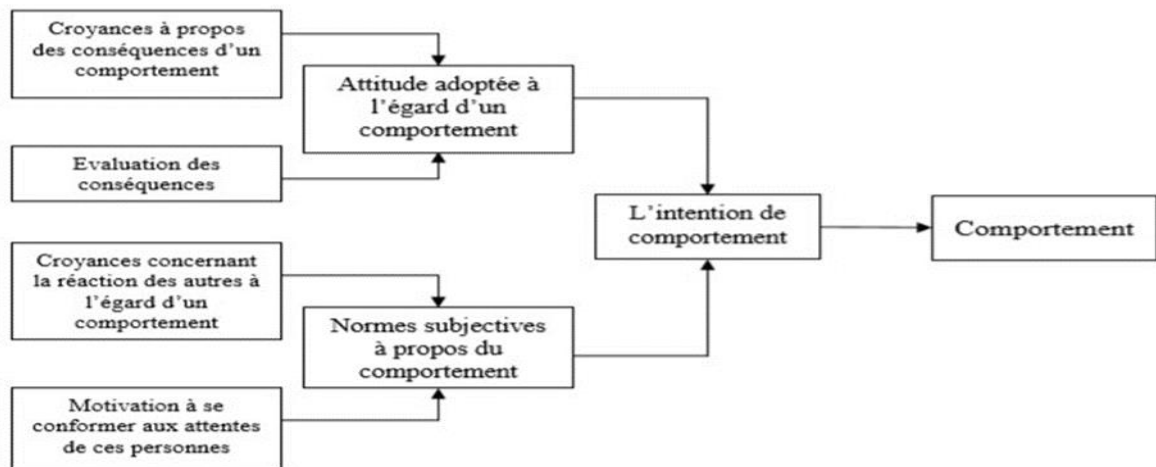 Croyances à propos
des conséquences d'un
comportement
Attitude adoptée à
l'égard d'un
comportement
Evaluation des
conséquences
L'intention de
comportement
Comportement
Croyances concernant
la réaction des autres à
l'égard d'un
comportement
Normes subjectives
à propos du
comportement
Motivation à se
conformer aux attentes
de ces personnes